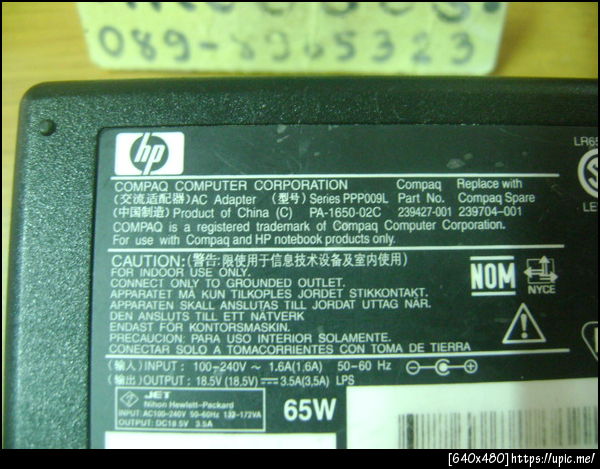 089-8905323
hp
COMPAQ COMPUTER CORPORATION Compaq Replace with
(交流适配器) AC Adapter (型号) Series PPP009L Part No. Compaq Spare
(中国制造) Product of China (C) PA-1650-02C 239427-001 239704-001
COMPAQ is a registered trademark of Compaq Computer Corporation.
For use with Compaq and HP notebook products only.
LR65
CAUTION: (警告: 限使用于信息技术设备及室内使用)
FOR INDOOR USE ONLY.
CONNECT ONLY TO GROUNDED OUTLET.
APPARATET MÅ KUN TILKOPLES JORDET STIKKONTAKT.
APPARATEN SKALL ANSLUTAS TILL JORDAT UTTAG NÄR.
DEN ANSLUTS TILL ETT NÄTVERK
ENDAST FÖR KONTORSMASKIN.
PRECAUCION: PARA USO INTERIOR SOLAMENTE.
CONECTAR SOLO A TOMACORRIENTES CON TOMA DE TIERRA
NOM
NYCE
(输入) INPUT: 100-240V ~ 1.6A(1.6A) 50-60 Hz
(输出) OUTPUT: 18.5V (18,5V) 3.5A(3,5A) LPS
JET
Nihon Hewlett-Packard
INPUT: AC100-240V 50-60Hz 132-172VA
OUTPUT: DC18.5V 3.5A
65W
[640x480]https://upic.me/